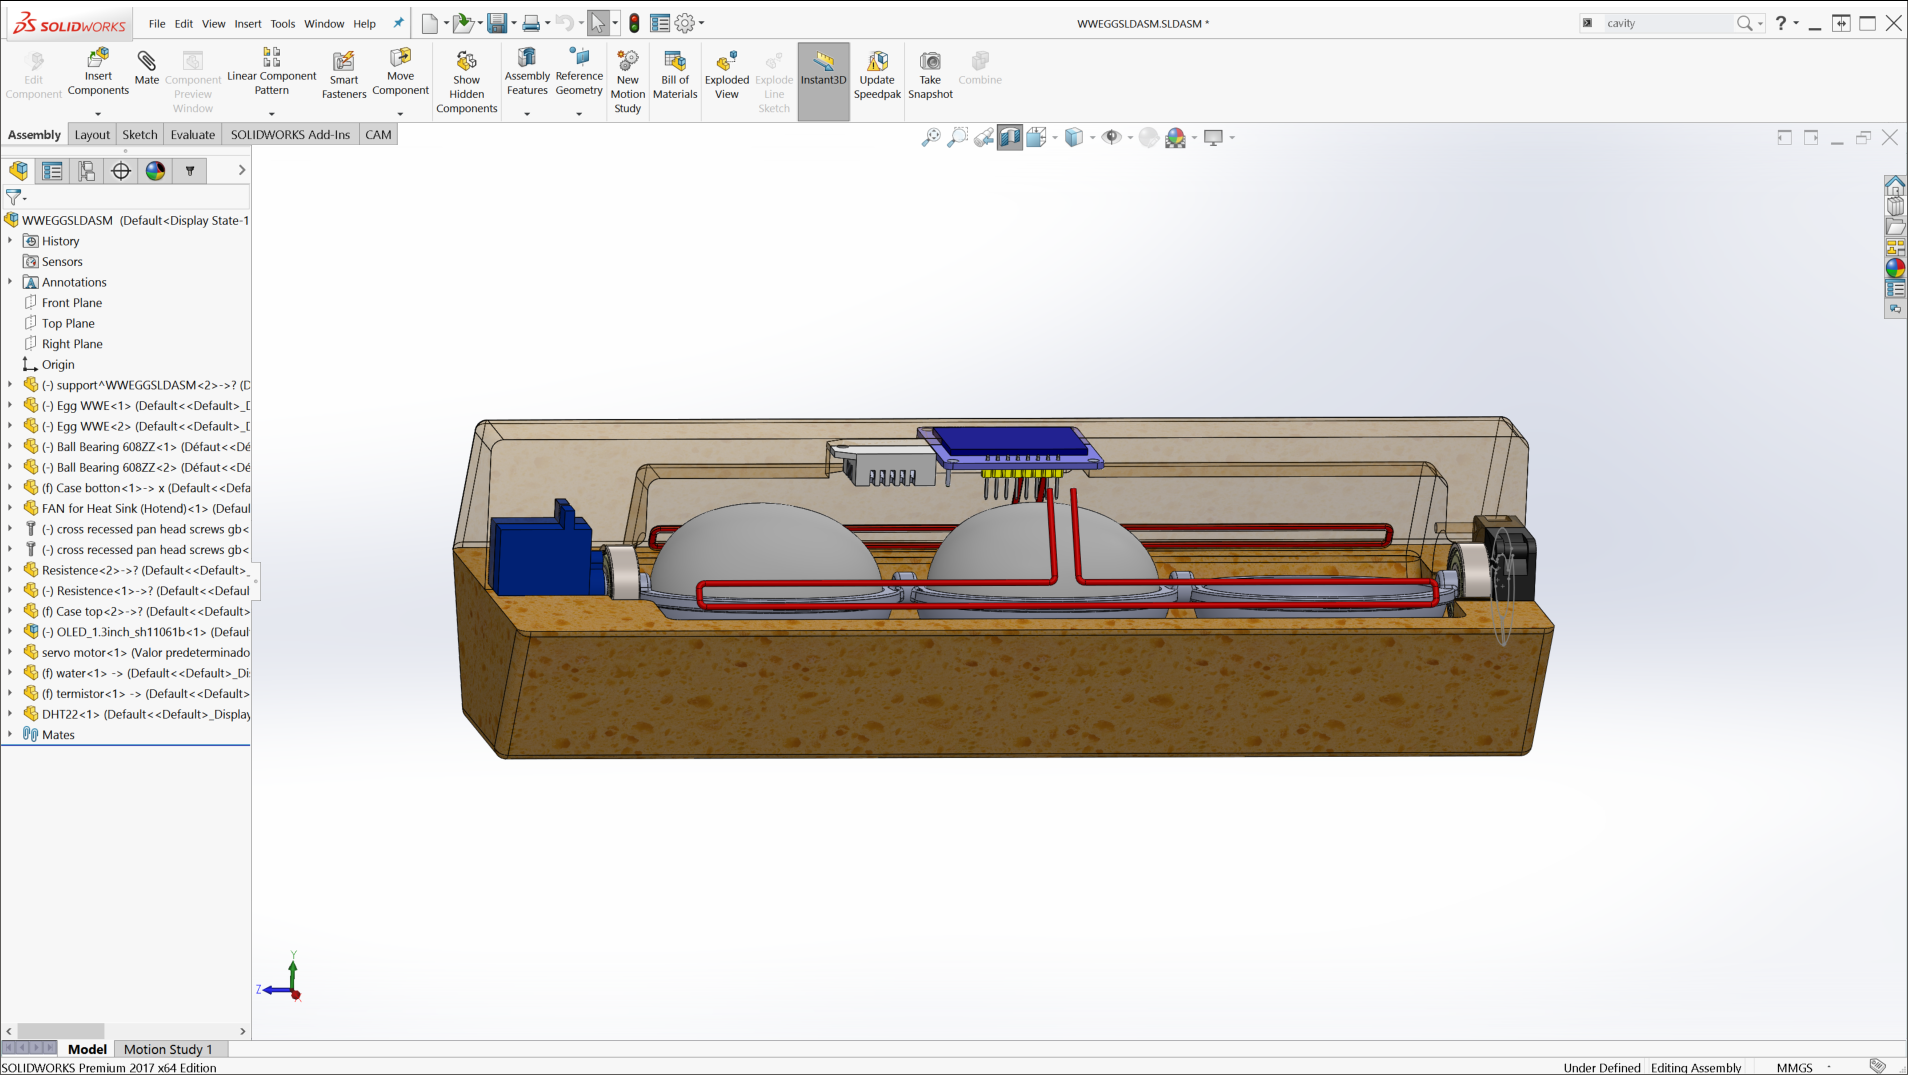 SOLIDWORKS File Edit View Insert Tools Window Help WWEGGSLDASM.SLDASM * cavity ?
Edit Component
Insert Components
Mate
Component Preview Window
Linear Component Pattern
Smart Fasteners
Move Component
Show Hidden Components
Assembly Features
Reference Geometry
New Motion Study
Bill of Materials
Exploded View
Explode Line Sketch
Instant3D
Update Speedpak
Take Snapshot
Combine
Assembly Layout Sketch Evaluate SOLIDWORKS Add-Ins CAM
WWEGGSLDASM (Default<Display State-1
History
Sensors
Annotations
Front Plane
Top Plane
Right Plane
Origin
(-) support^WWEGGSLDASM<2>->? (D
(-) Egg WWE<1> (Default<<Default>_D
(-) Egg WWE<2> (Default<<Default>_D
(-) Ball Bearing 608ZZ<1> (Défaut<<Dé
(-) Ball Bearing 608ZZ<2> (Défaut<<Dé
(f) Case botton<1>-> x (Default<<Defa
FAN for Heat Sink (Hotend)<1> (Defaul
(-) cross recessed pan head screws gb<
(-) cross recessed pan head screws gb<
Resistence<2>->? (Default<<Default>_
(-) Resistence<1>->? (Default<<Defaul
(f) Case top<2>->? (Default<<Default>
(-) OLED_1.3inch_sh11061b<1> (Default
servo motor<1> (Valor predeterminado
(f) water<1> -> (Default<<Default>_Di
(f) termistor<1> -> (Default<<Default>
DHT22<1> (Default<<Default>_Display
Mates
Y
Z
Model Motion Study 1
SOLIDWORKS Premium 2017 x64 Edition Under Defined Editing Assembly MMGS